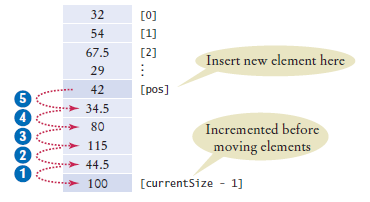 32 [0]
54 [1]
67.5 [2]
29 ⋮
Insert new element here
42 [pos]
5
34.5
4
80
3
115
2
44.5
1
100 [currentSize - 1]
Incremented before
moving elements